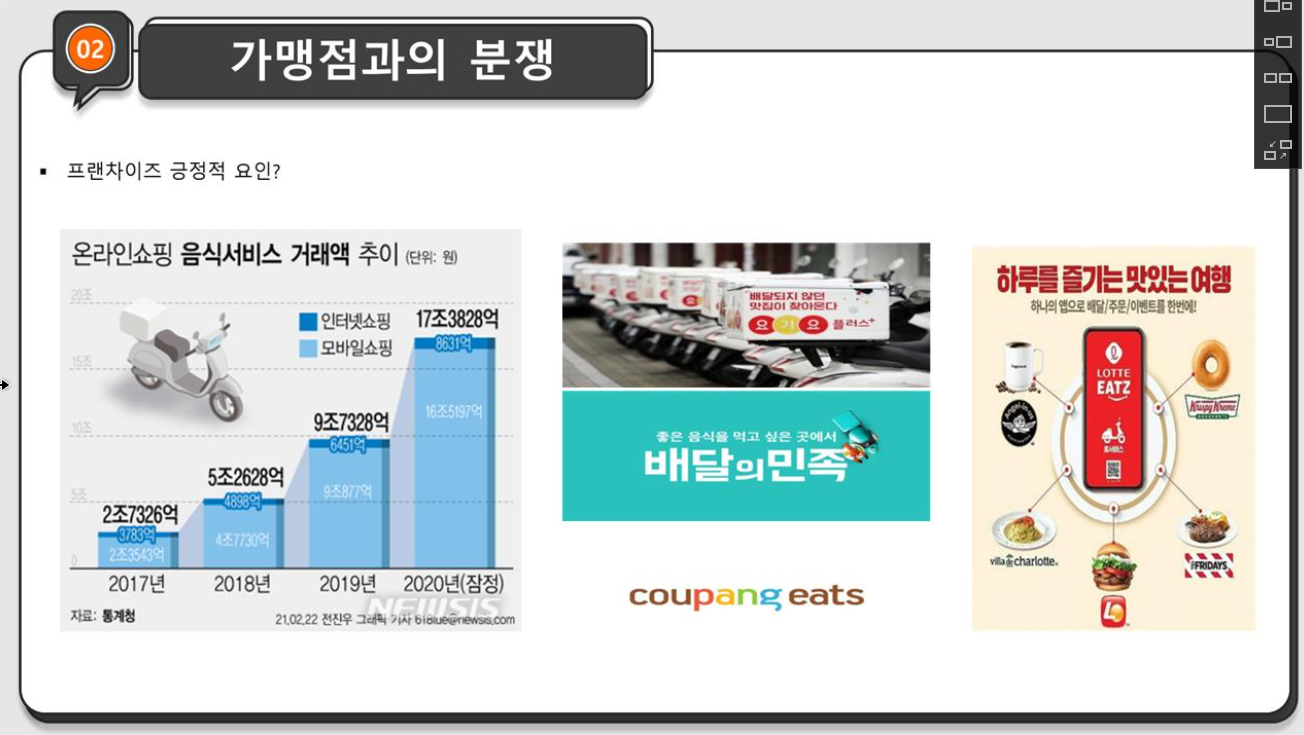 02
가맹점과의 분쟁
프랜차이즈 긍정적 요인?
온라인쇼핑 음식서비스 거래액 추이 (단위: 원)
20조
15조
10조
5조
0
인터넷쇼핑
모바일쇼핑
17조3828억
8631억
16조5197억
9조7328억
6451억
9조877억
5조2628억
4898억
4조7730억
2조7326억
3783억
2조3543억
2017년 2018년 2019년 2020년(잠정)
자료: 통계청
NEWSIS
21.02.22 전진우 그래픽 기자 618tue@newsis.com
배달되지 않던
맛집이 찾아온다
요기요 플러스+
좋은 음식을 먹고 싶은 곳에서
배달의민족
coupang eats
하루를 즐기는 맛있는 여행
하나의 앱으로 배달/주문/이벤트를 한번에!
LOTTE
EATZ
홈서비스
Angel-in-us
Krispy Kreme
villa de charlotte.
FRIDAYS